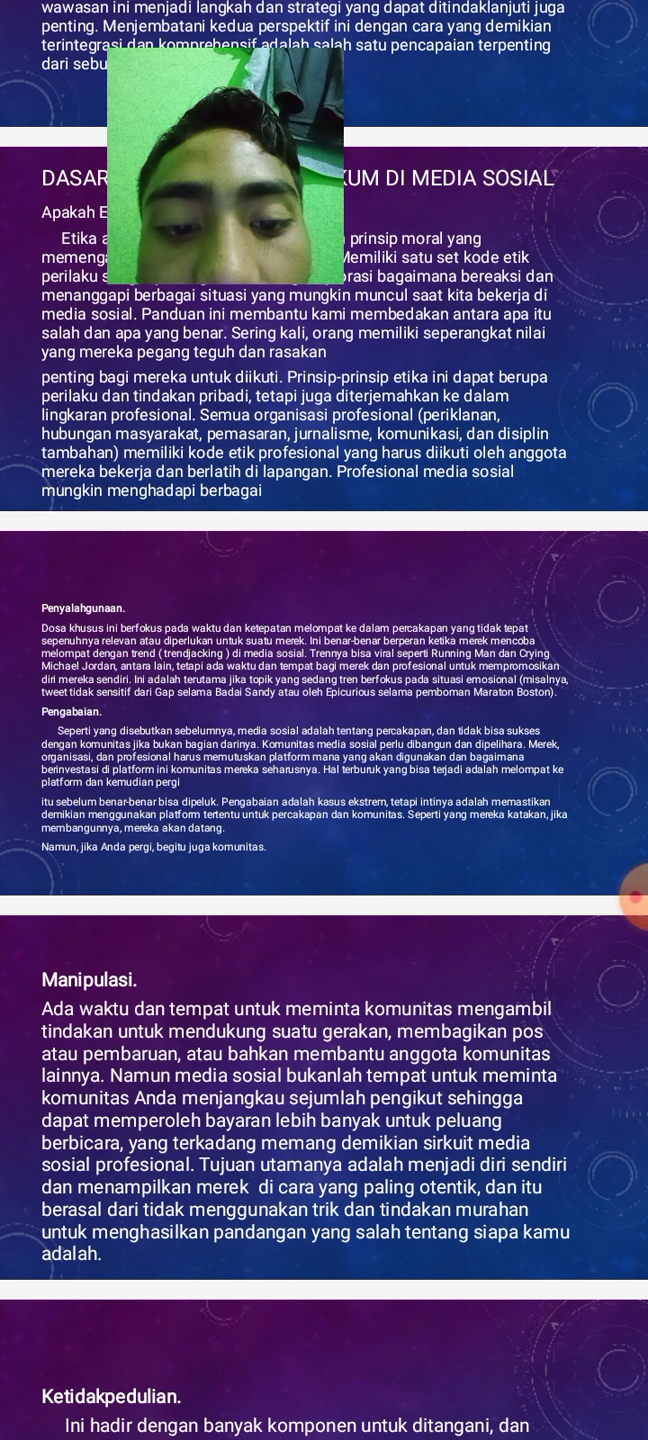 wawasan ini menjadi langkah dan strategi yang dapat ditindaklanjuti juga
penting. Menjembatani kedua perspektif ini dengan cara yang demikian
terintegrasi dan komprehensif adalah salah satu pencapaian terpenting
dari
DI MEDIA SOSIAL
Apakah
Etika prinsip moral yang
Memiliki satu set kode etik
perilaku bagaimana bereaksi dan
menanggapi berbagai situasi yang mungkin muncul saat kita bekerja di
media sosial. Panduan ini membantu kami membedakan antara apa itu
salah dan apa yang benar. Sering kali, orang memiliki seperangkat nilai
yang mereka pegang teguh dan rasakan
penting bagi mereka untuk diikuti. Prinsip-prinsip etika ini dapat berupa
perilaku dan tindakan pribadi, tetapi juga diterjemahkan ke dalam
lingkaran profesional. Semua organisasi profesional (periklanan,
hubungan masyarakat, pemasaran, jurnalisme, komunikasi, dan disiplin
tambahan) memiliki kode etik profesional yang harus diikuti oleh anggota
mereka bekerja dan berlatih di lapangan. Profesional media sosial
mungkin menghadapi berbagai
Penyalahgunaan.
Dosa khusus ini berfokus pada waktu dan ketepatan melompat ke dalam percakapan yang tidak tepat
sepenuhnya relevan atau diperlukan untuk suatu merek. Ini benar-benar berperan ketika merek mencoba
melompat dengan trend ( trendjacking ) di media sosial. Trennya bisa viral seperti Running Man dan Crying
Michael Jordan, antara lain, tetapi ada waktu dan tempat bagi merek dan profesional untuk mempromosikan
diri mereka sendiri. Ini adalah terutama jika topik yang sedang tren berfokus pada situasi emosional (misalnya,
tweet tidak sensitif dari Gap selama Badai Sandy atau oleh Epicurious selama pemboman Maraton Boston).
Pengabaian.
Seperti yang disebutkan sebelumnya, media sosial adalah tentang percakapan, dan tidak bisa sukses
dengan komunitas jika bukan bagian darinya. Komunitas media sosial perlu dibangun dan dipelihara. Merek,
organisasi, dan profesional harus memutuskan platform mana yang akan digunakan dan bagaimana
berinvestasi di platform ini komunitas mereka seharusnya. Hal terburuk yang bisa terjadi adalah melompat ke
platform dan kemudian pergi
itu sebelum benar-benar bisa dipeluk. Pengabaian adalah kasus ekstrem, tetapi intinya adalah memastikan
demikian menggunakan platform tertentu untuk percakapan dan komunitas. Seperti yang mereka katakan, jika
membangunnya, mereka akan datang.
Namun, jika Anda pergi, begitu juga komunitas.
Manipulasi.
Ada waktu dan tempat untuk meminta komunitas mengambil
tindakan untuk mendukung suatu gerakan, membagikan pos
atau pembaruan, atau bahkan membantu anggota komunitas
lainnya. Namun media sosial bukanlah tempat untuk meminta
komunitas Anda menjangkau sejumlah pengikut sehingga
dapat memperoleh bayaran lebih banyak untuk peluang
berbicara, yang terkadang memang demikian sirkuit media
sosial profesional. Tujuan utamanya adalah menjadi diri sendiri
dan menampilkan merek di cara yang paling otentik, dan itu
berasal dari tidak menggunakan trik dan tindakan murahan
untuk menghasilkan pandangan yang salah tentang siapa kamu
adalah.
Ketidakpedulian.
Ini hadir dengan banyak komponen untuk ditangani, dan